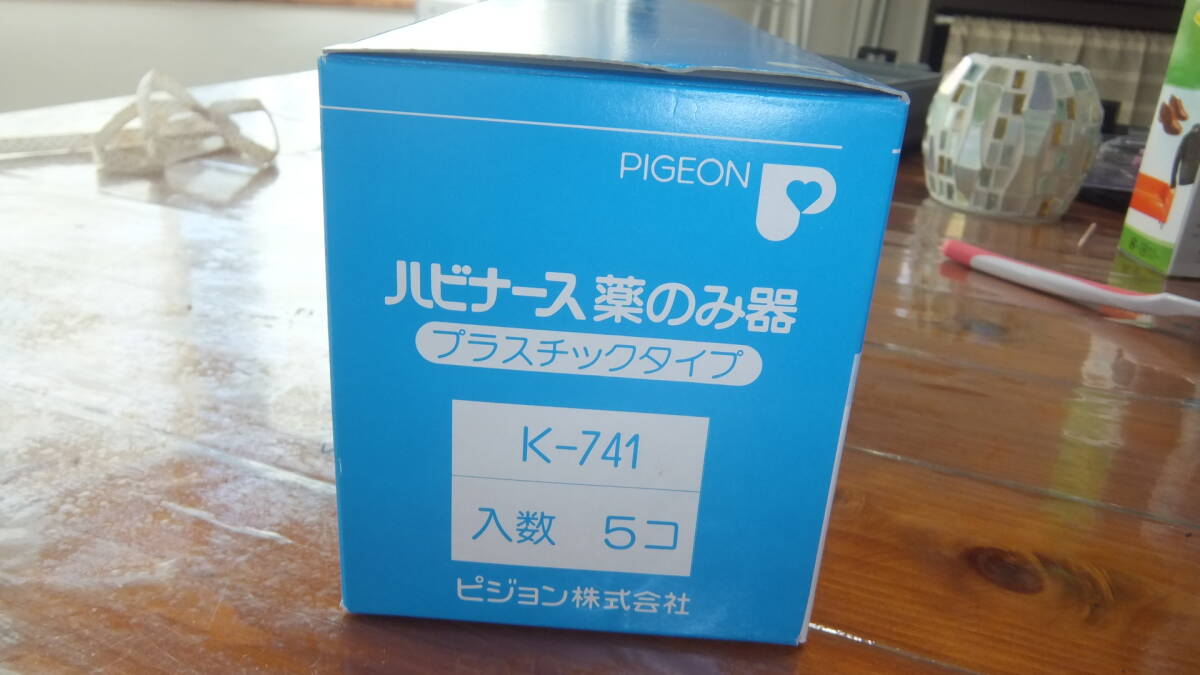 PIGEON
ハビナース薬のみ器
プラスチックタイプ
K-741
入数 5コ
ピジョン株式会社